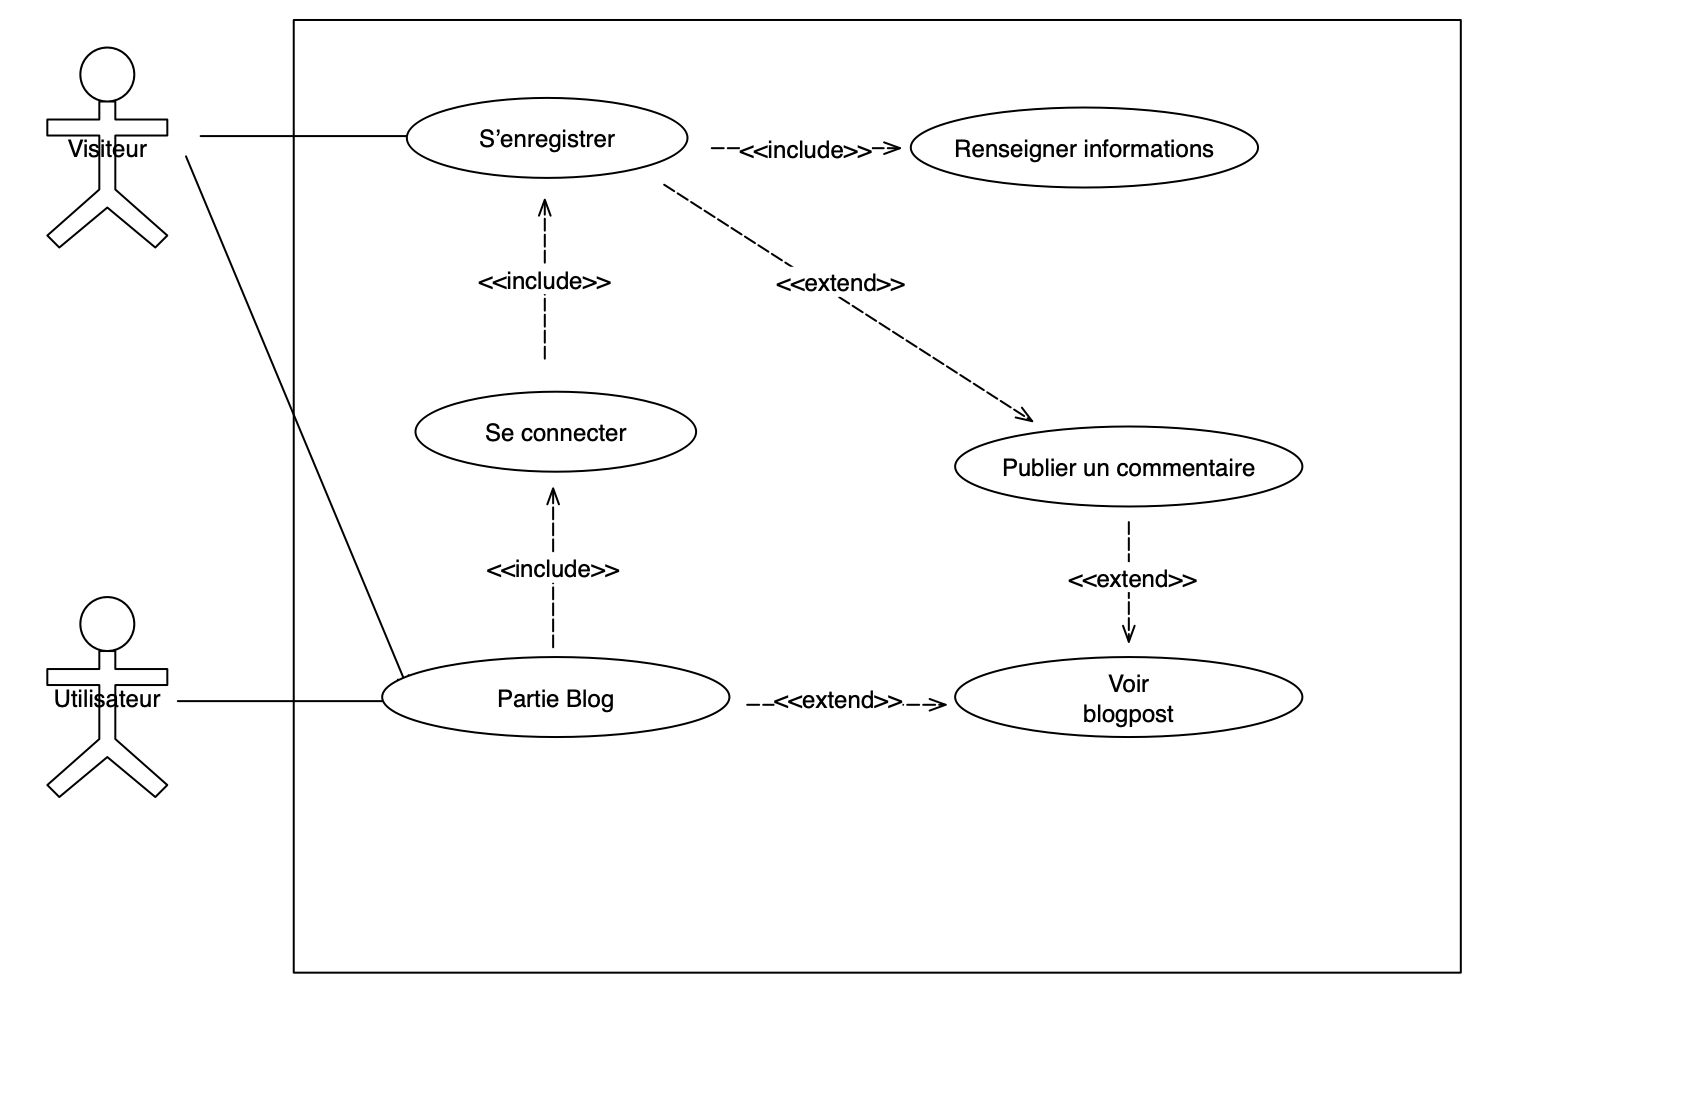 Visiteur
S’enregistrer
<<include>>
Renseigner informations
<<include>>
<<extend>>
Se connecter
Publier un commentaire
<<include>>
<<extend>>
Utilisateur
Partie Blog
<<extend>>
Voir
blogpost